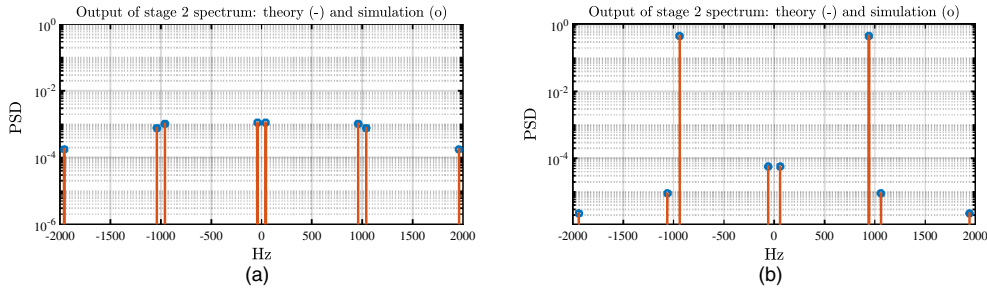 Output of stage 2 spectrum: theory (-) and simulation (o)
10^0
10^-2
10^-4
10^-6
PSD
-2000 -1500 -1000 -500 0 500 1000 1500 2000
Hz
(a)
Output of stage 2 spectrum: theory (-) and simulation (o)
10^0
10^-2
10^-4
PSD
-2000 -1500 -1000 -500 0 500 1000 1500 2000
Hz
(b)